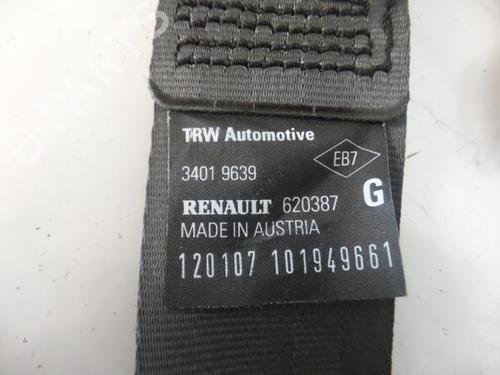 TRW Automotive
3401 9639
EB7
RENAULT 620387 G
MADE IN AUSTRIA
120107 101949661